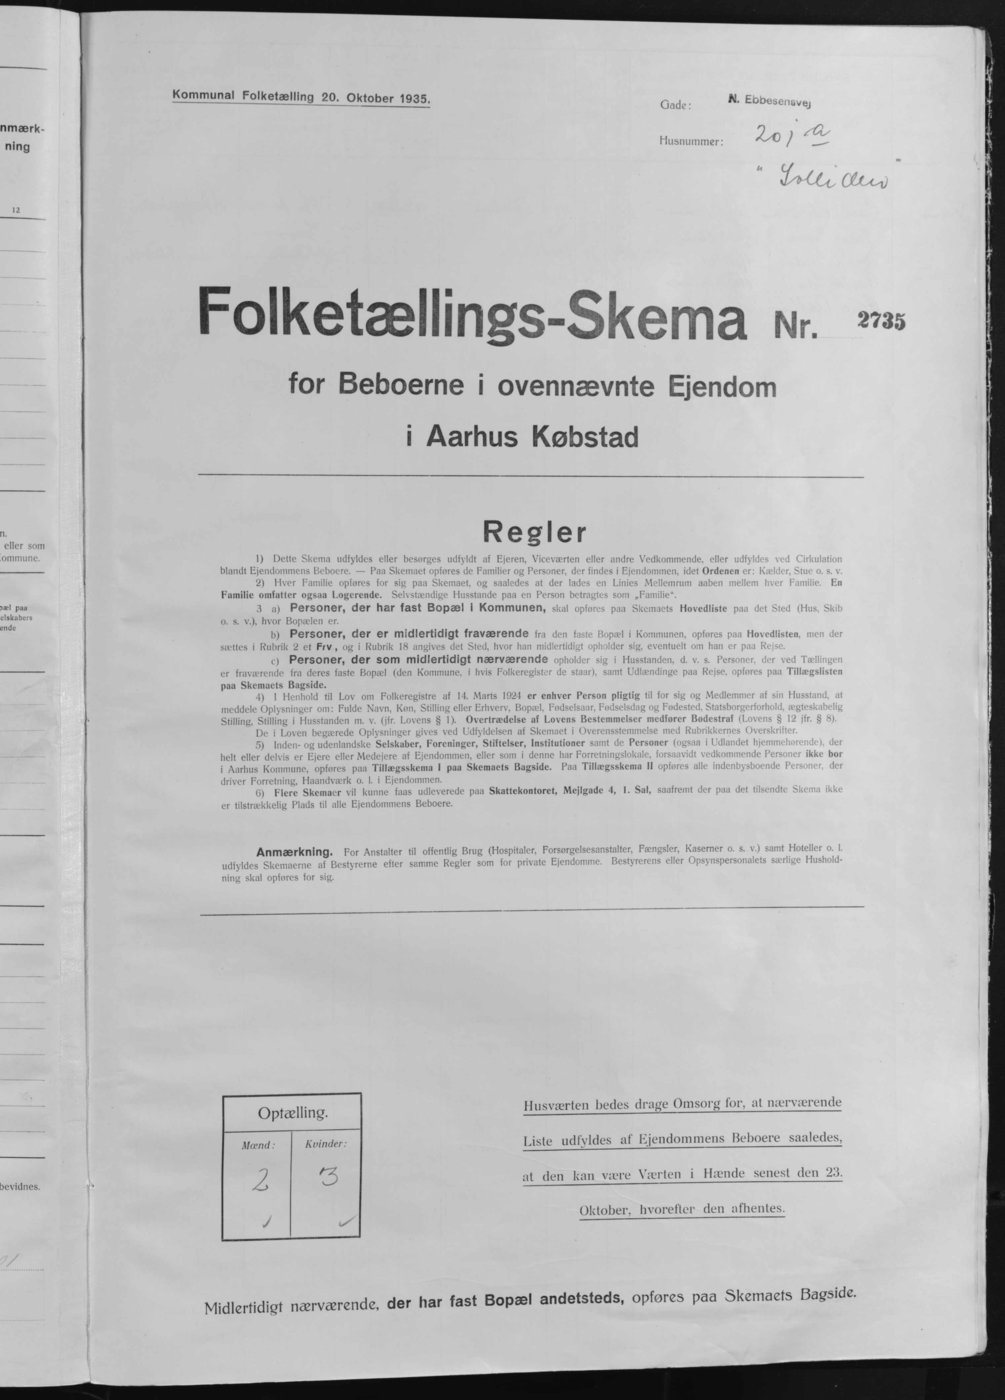 nmærk-
ning
12
n.
eller som
Kommune.
pæl paa
elskabers
ende
bevidnes.
Kommunal Folketælling 20. Oktober 1935.
Gade: N. Ebbesensvej
Husnummer: 20 j a
" Solliden "
Folketællings-Skema Nr. 2735
for Beboerne i ovennævnte Ejendom
i Aarhus Købstad
Regler
1) Dette Skema udfyldes eller besørges udfyldt af Ejeren, Viceværten eller andre Vedkommende, eller udfyldes ved Cirkulation
blandt Ejendommens Beboere. — Paa Skemaet opføres de Familier og Personer, der findes i Ejendommen, idet Ordenen er: Kælder, Stue o. s. v.
2) Hver Familie opføres for sig paa Skemaet, og saaledes at der lades en Linies Mellemrum aaben mellem hver Familie. En
Familie omfatter ogsaa Logerende. Selvstændige Husstande paa en Person betragtes som „Familie".
3 a) Personer, der har fast Bopæl i Kommunen, skal opføres paa Skemaets Hovedliste paa det Sted (Hus, Skib
o. s. v.), hvor Bopælen er.
b) Personer, der er midlertidigt fraværende fra den faste Bopæl i Kommunen, opføres paa Hovedlisten, men der
sættes i Rubrik 2 et Frv., og i Rubrik 18 angives det Sted, hvor han midlertidigt opholder sig, eventuelt om han er paa Rejse.
c) Personer, der som midlertidigt nærværende opholder sig i Husstanden, d. v. s. Personer, der ved Tællingen
er fraværende fra deres faste Bopæl (den Kommune, i hvis Folkeregister de staar), samt Udlændinge paa Rejse, opføres paa Tillægslisten
paa Skemaets Bagside.
4) I Henhold til Lov om Folkeregistre af 14. Marts 1924 er enhver Person pligtig til for sig og Medlemmer af sin Husstand, at
meddele Oplysninger om: Fulde Navn, Køn, Stilling eller Erhverv, Bopæl, Fødselsaar, Fødselsdag og Fødested, Statsborgerforhold, ægteskabelig
Stilling, Stilling i Husstanden m. v. (jfr. Lovens § 1). Overtrædelse af Lovens Bestemmelser medfører Bødestraf (Lovens § 12 jfr. § 8).
De i Loven begærede Oplysninger gives ved Udfyldelsen af Skemaet i Overensstemmelse med Rubrikkernes Overskrifter.
5) Inden- og udenlandske Selskaber, Foreninger, Stiftelser, Institutioner samt de Personer (ogsaa i Udlandet hjemmehørende), der
helt eller delvis er Ejere eller Medejere af Ejendommen, eller som i denne har Forretningslokale, forsaavidt vedkommende Personer ikke bor
i Aarhus Kommune, opføres paa Tillægsskema I paa Skemaets Bagside. Paa Tillægsskema II opføres alle indenbysboende Personer, der
driver Forretning, Haandværk o. l. i Ejendommen.
6) Flere Skemaer vil kunne faas udleverede paa Skattekontoret, Mejlgade 4, 1. Sal, saafremt der paa det tilsendte Skema ikke
er tilstrækkelig Plads til alle Ejendommens Beboere.
Anmærkning. For Anstalter til offentlig Brug (Hospitaler, Forsørgelsesanstalter, Fængsler, Kaserner o. s. v.) samt Hoteller o. l.
udfyldes Skemaerne af Bestyrerne efter samme Regler som for private Ejendomme. Bestyrerens eller Opsynspersonalets særlige Hushold-
ning skal opføres for sig.
Optælling.
Mænd: Kvinder:
2 3
Husværten bedes drage Omsorg for, at nærværende
Liste udfyldes af Ejendommens Beboere saaledes,
at den kan være Værten i Hænde senest den 23.
Oktober, hvorefter den afhentes.
Midlertidigt nærværende, der har fast Bopæl andetsteds, opføres paa Skemaets Bagside.